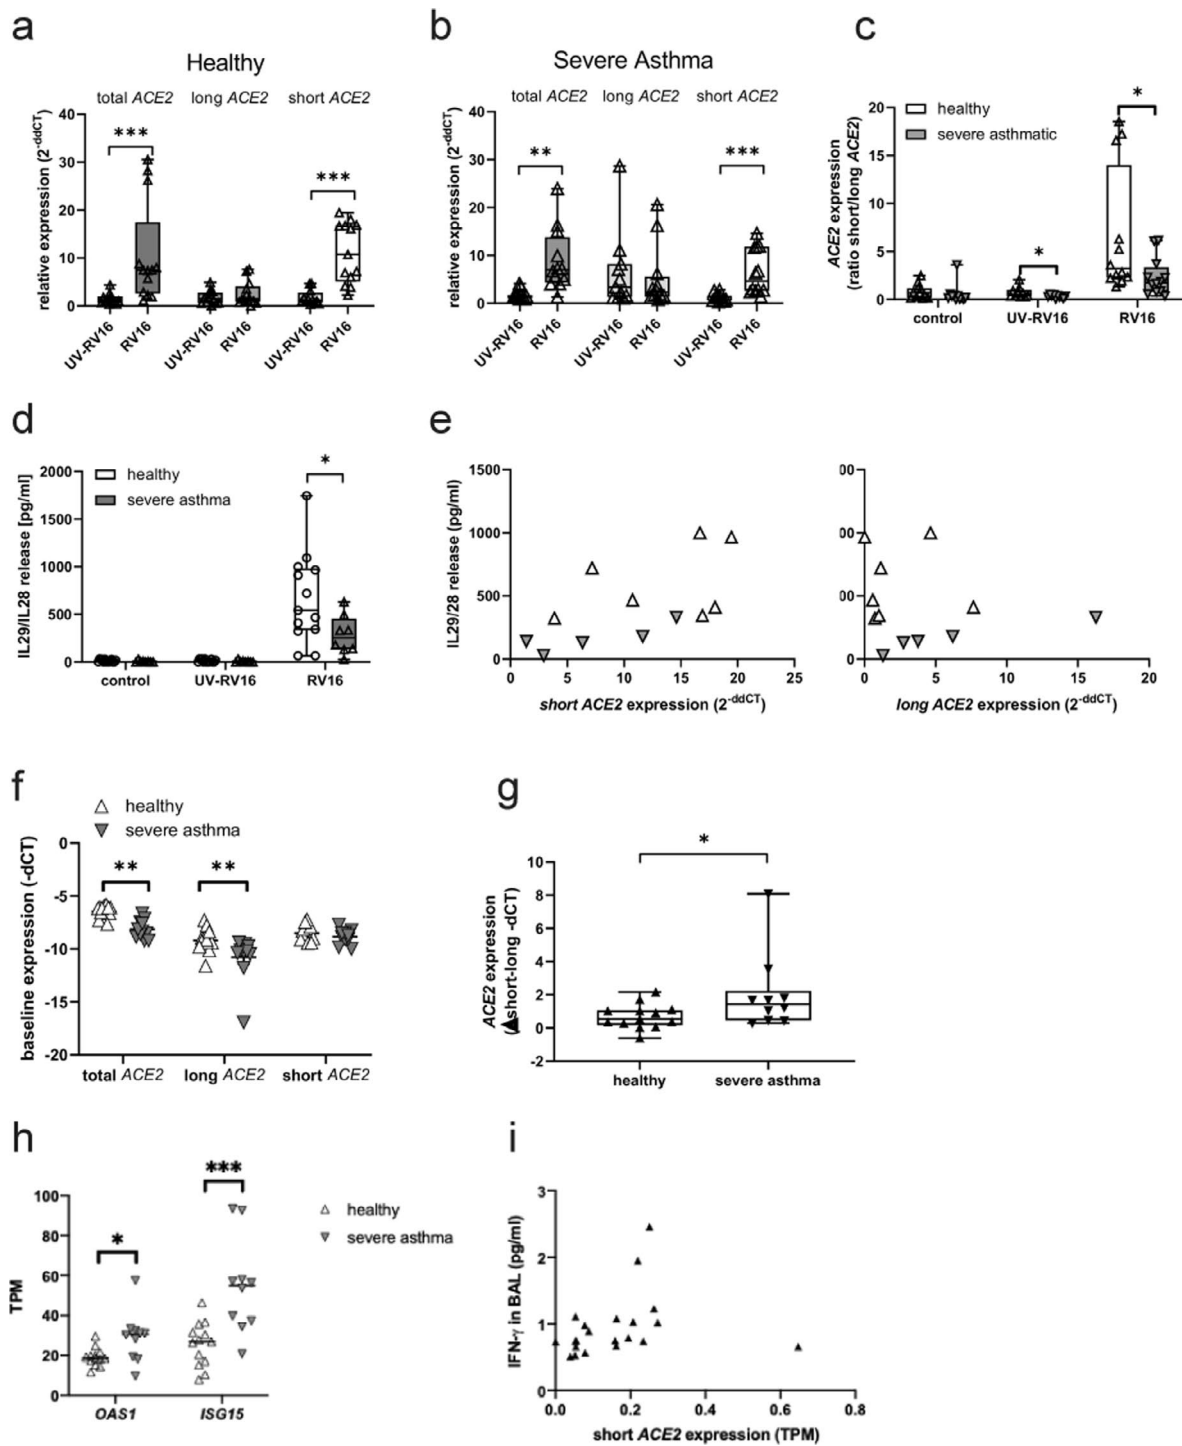 a
Healthy
total ACE2 long ACE2 short ACE2
relative expression (2^-ddCT)
40
30
20
10
0
***
***
UV-RV16 RV16 UV-RV16 RV16 UV-RV16 RV16
b
Severe Asthma
total ACE2 long ACE2 short ACE2
relative expression (2^-ddCT)
40
30
20
10
0
**
***
UV-RV16 RV16 UV-RV16 RV16 UV-RV16 RV16
c
ACE2 expression
(ratio short/long ACE2)
20
15
10
5
0
healthy
severe asthmatic
*
*
control UV-RV16 RV16
d
IL29/IL28 release [pg/ml]
2000
1500
1000
500
0
healthy
severe asthma
*
control UV-RV16 RV16
e
IL29/28 release (pg/ml)
1500
1000
500
0
0 5 10 15 20 25
short ACE2 expression (2^-ddCT)
00
00
00
0
0 5 10 15 20
long ACE2 expression (2^-ddCT)
f
healthy
severe asthma
baseline expression (-dCT)
0
-5
-10
-15
-20
**
**
total ACE2 long ACE2 short ACE2
g
ACE2 expression
(▲short-long -dCT)
10
8
6
4
2
0
-2
*
healthy severe asthma
h
TPM
100
80
60
40
20
0
*
***
healthy
severe asthma
OAS1 ISG15
i
IFN-γ in BAL (pg/ml)
3
2
1
0
0.0 0.2 0.4 0.6 0.8
short ACE2 expression (TPM)